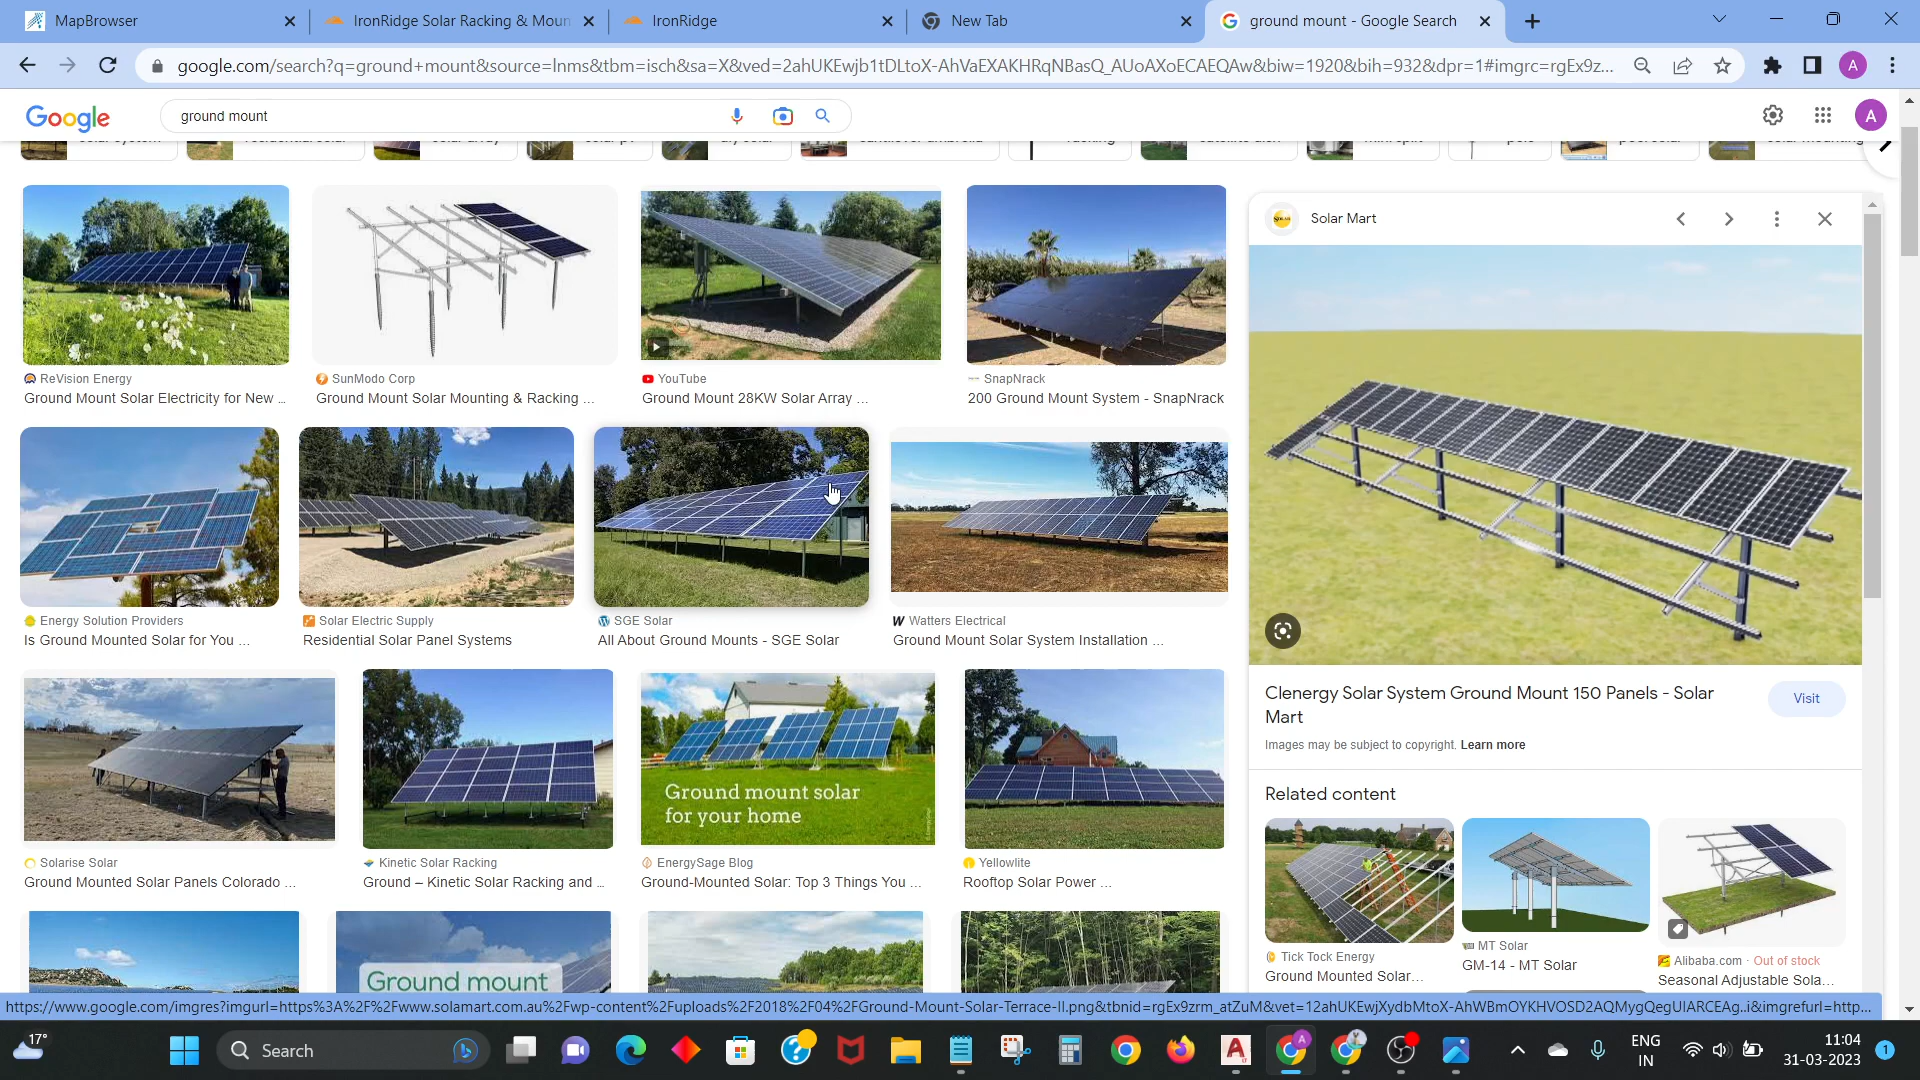 MapBrowser
IronRidge Solar Racking & Moun
IronRidge
New Tab
ground mount - Google Search
google.com/search?q=ground+mount&source=lnms&tbm=isch&sa=X&ved=2ahUKEwjb1tDLtoX-AhVaEXAKHRqNBasQ_AUoAXoECAEQAw&biw=1920&bih=932&dpr=1#imgrc=rgEx9z...
A
Google
ground mount
A
Solar Mart
ReVision Energy
Ground Mount Solar Electricity for New ...
SunModo Corp
Ground Mount Solar Mounting & Racking ...
YouTube
Ground Mount 28KW Solar Array ...
SnapNrack
200 Ground Mount System - SnapNrack
Energy Solution Providers
Is Ground Mounted Solar for You ...
Solar Electric Supply
Residential Solar Panel Systems
SGE Solar
All About Ground Mounts - SGE Solar
Watters Electrical
Ground Mount Solar System Installation ...
Clenergy Solar System Ground Mount 150 Panels - Solar
Mart
Visit
Images may be subject to copyright. Learn more
Related content
Ground mount solar
for your home
Solarise Solar
Ground Mounted Solar Panels Colorado ...
Kinetic Solar Racking
Ground – Kinetic Solar Racking and ...
EnergySage Blog
Ground-Mounted Solar: Top 3 Things You ...
Yellowlite
Rooftop Solar Power ...
Tick Tock Energy
Ground Mounted Solar...
MT Solar
GM-14 - MT Solar
Alibaba.com · Out of stock
Seasonal Adjustable Sola...
Ground mount
https://www.google.com/imgres?imgurl=https%3A%2F%2Fwww.solamart.com.au%2Fwp-content%2Fuploads%2F2018%2F04%2FGround-Mount-Solar-Terrace-II.png&tbnid=rgEx9zrm_atZuM&vet=12ahUKEwjXydbMtoX-AhWBmOYKHVOSD2AQMygQegUIARCEAg..i&imgrefurl=http...
17°
Search
ENG
IN
11:04
31-03-2023
1